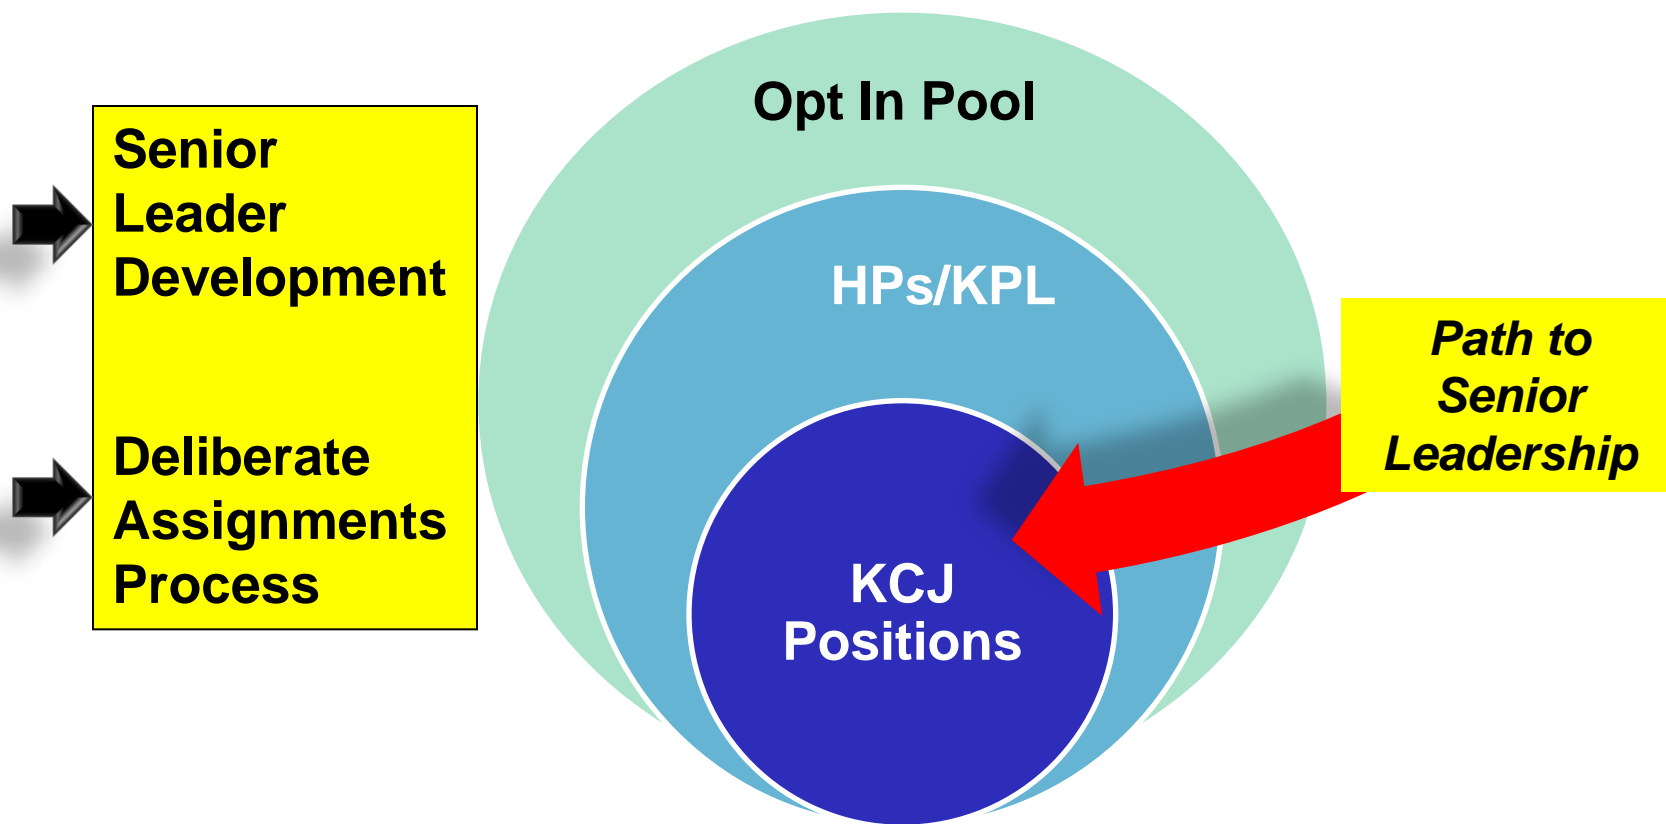 Senior
Leader
Development
Deliberate
Assignments
Process
Opt In Pool
HPs/KPL
KCJ
Positions
Path to
Senior
Leadership